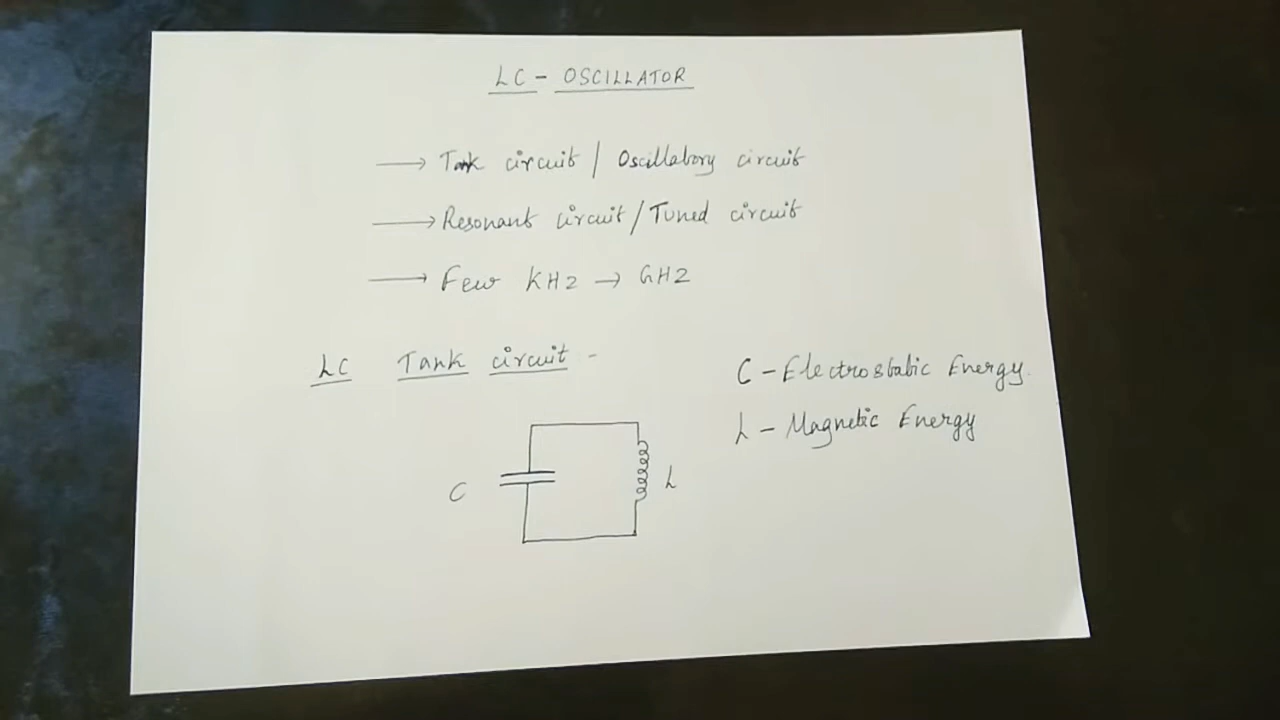 LC - OSCILLATOR
→ Tank circuit / Oscillatory circuit
→ Resonant circuit / Tuned circuit
→ Few KHz → GHz
LC Tank circuit -
C - Electrostatic Energy.
L - Magnetic Energy
C
L